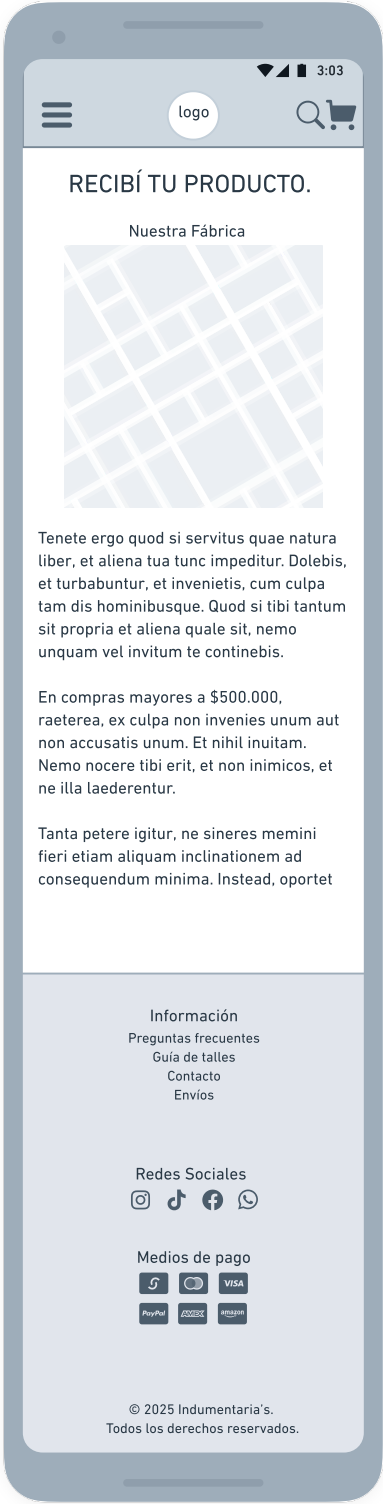 3:03
logo
RECIBÍ TU PRODUCTO.
Nuestra Fábrica
Tenete ergo quod si servitus quae natura
liber, et aliena tua tunc impeditur. Dolebis,
et turbabuntur, et invenietis, cum culpa
tam dis hominibusque. Quod si tibi tantum
sit propria et aliena quale sit, nemo
unquam vel invitum te continebis.
En compras mayores a $500.000,
raeterea, ex culpa non invenies unum aut
non accusatis unum. Et nihil inuitam.
Nemo nocere tibi erit, et non inimicos, et
ne illa laederentur.
Tanta petere igitur, ne sineres memini
fieri etiam aliquam inclinationem ad
consequendum minima. Instead, oportet
Información
Preguntas frecuentes
Guía de talles
Contacto
Envíos
Redes Sociales
Medios de pago
VISA
PayPal AMEX amazon
© 2025 Indumentaria's.
Todos los derechos reservados.